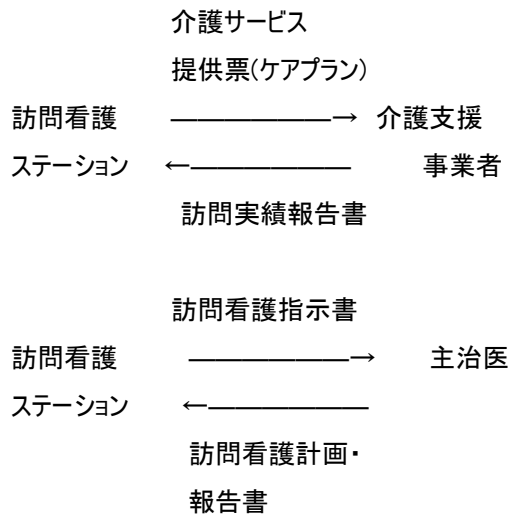 介護サービス
提供票(ケアプラン)
訪問看護 ――――――→ 介護支援
ステーション ←―――――― 事業者
訪問実績報告書
訪問看護指示書
訪問看護 ――――――→ 主治医
ステーション ←――――――
訪問看護計画・
報告書